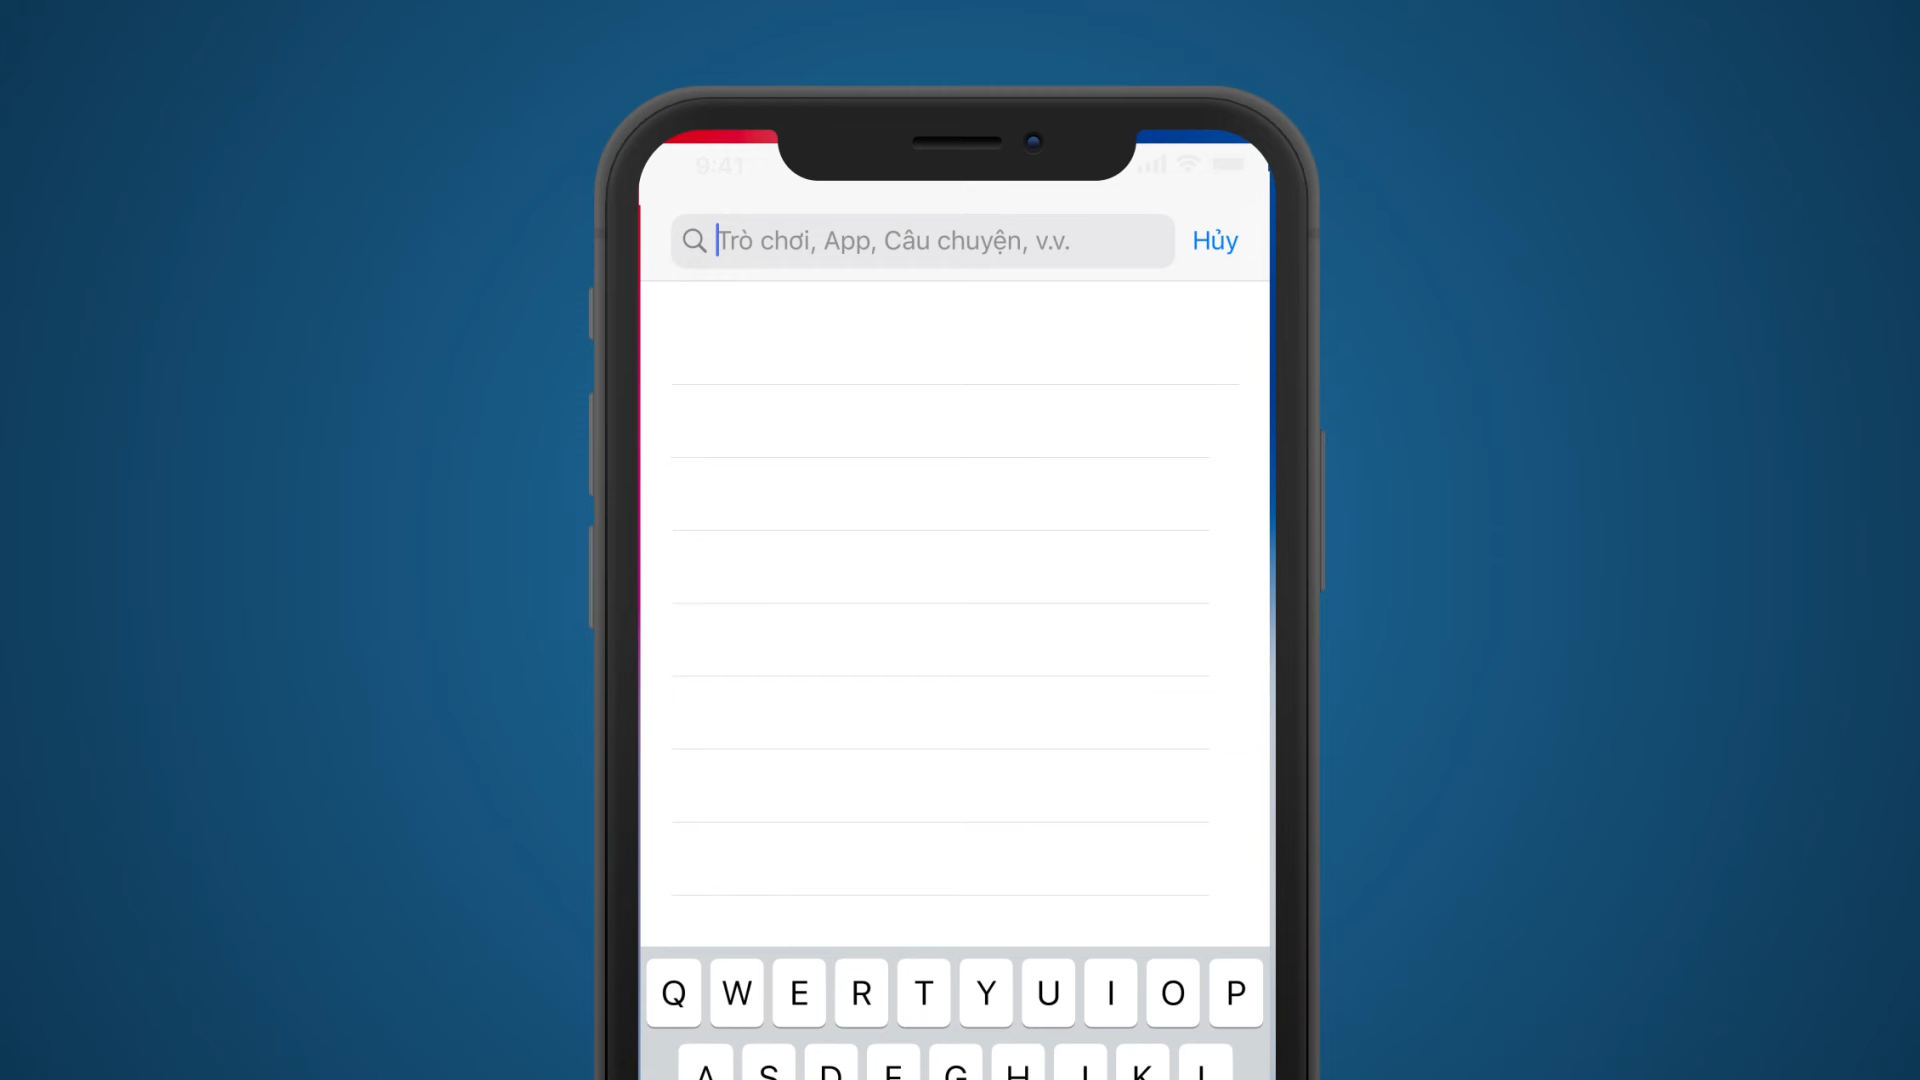 9:41
Trò chơi, App, Câu chuyện, v.v. Hủy
Q W E R T Y U I O P
A S D F G H J K L